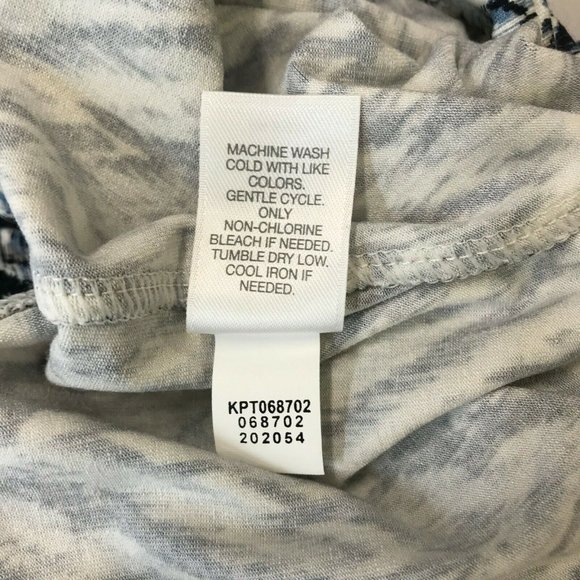 MACHINE WASH
COLD WITH LIKE
COLORS.
GENTLE CYCLE.
ONLY
NON-CHLORINE
BLEACH IF NEEDED.
TUMBLE DRY LOW.
COOL IRON IF
NEEDED.
KPT068702
068702
202054